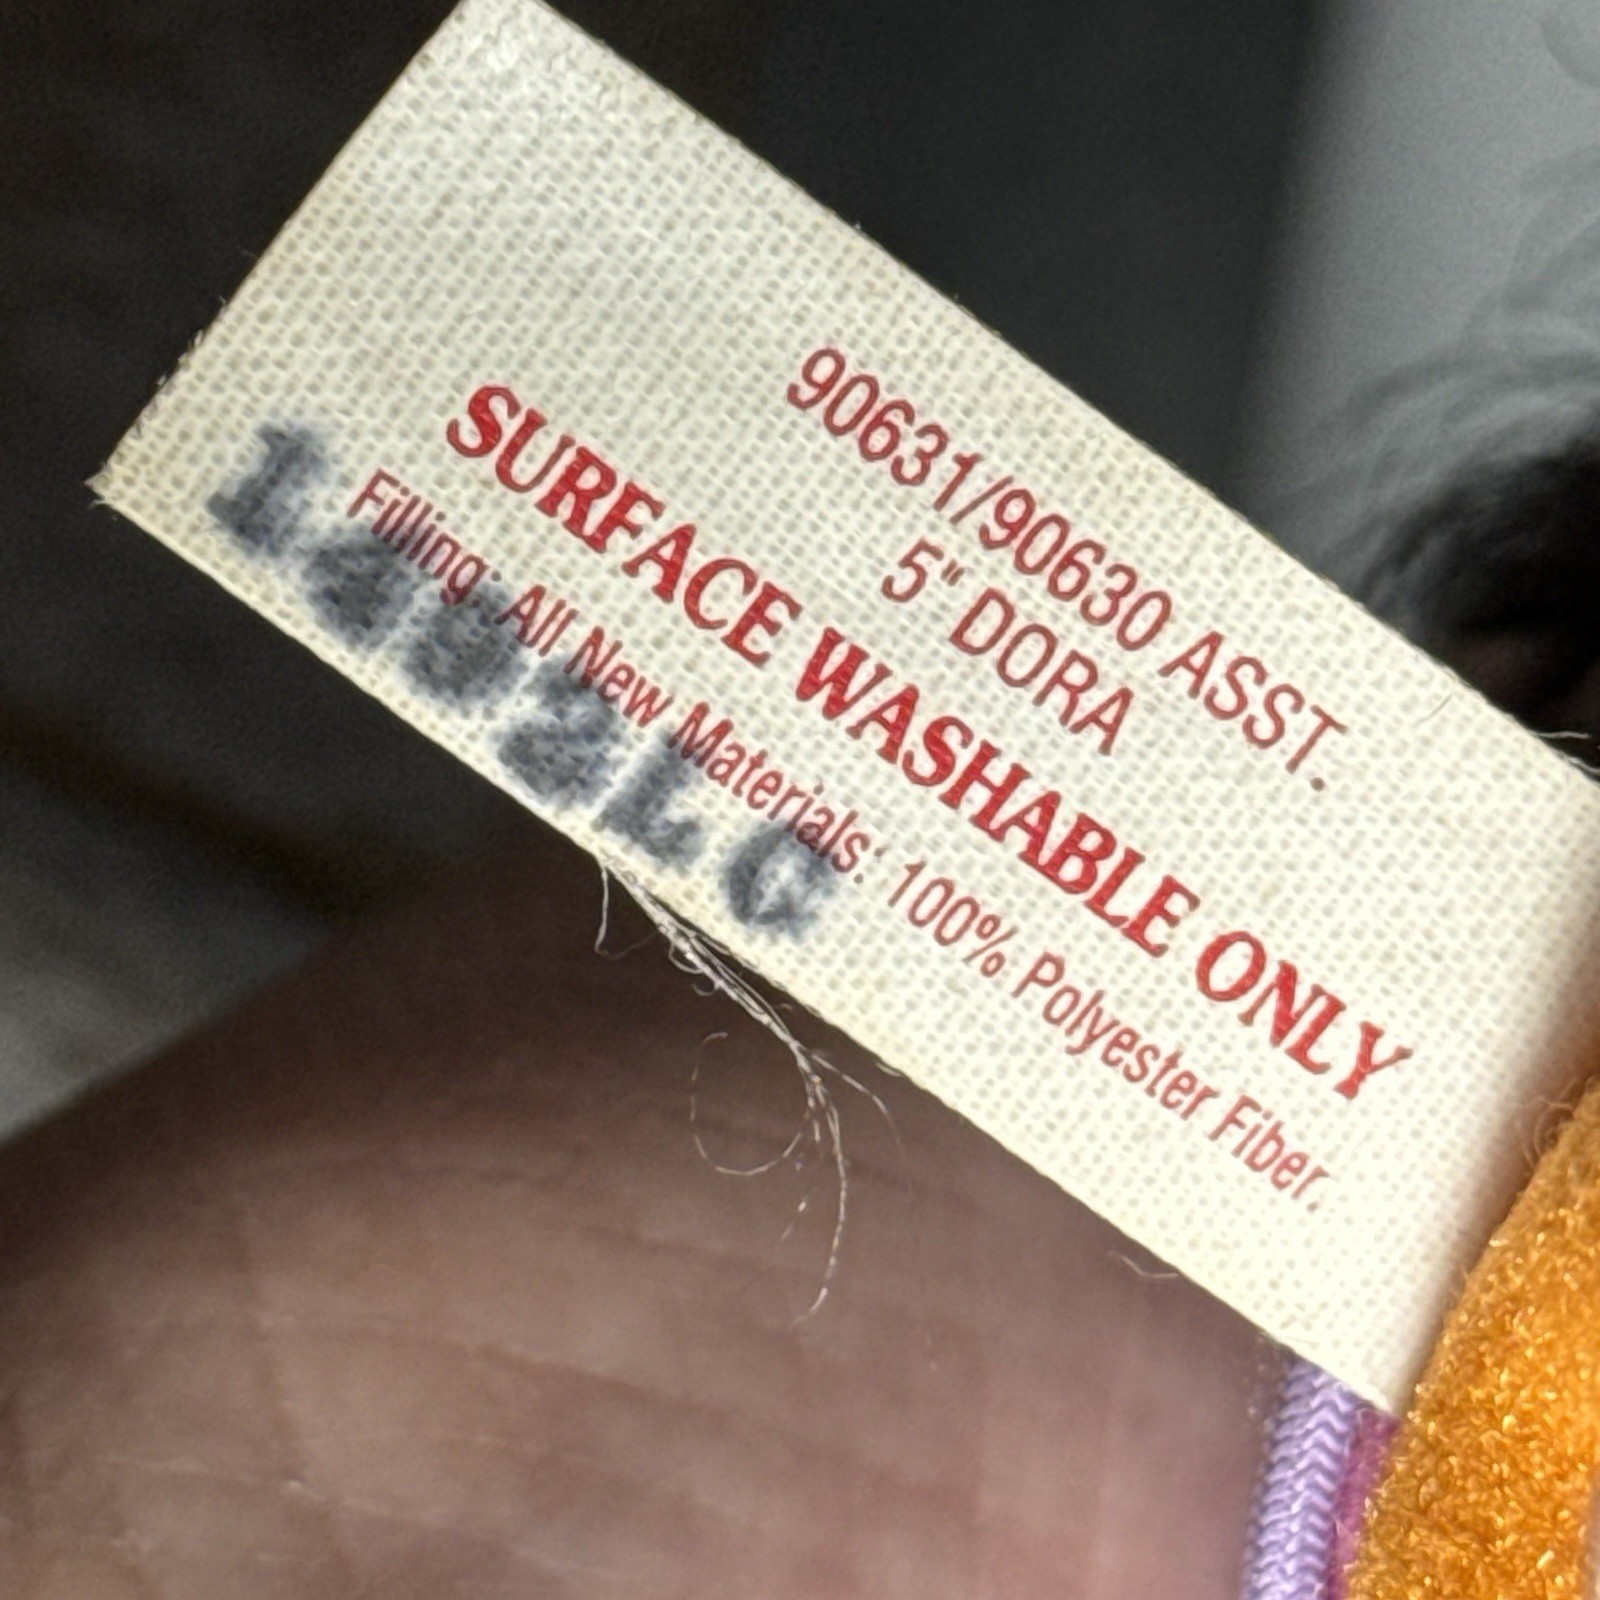 90631/90630 ASST.
5" DORA
SURFACE WASHABLE ONLY
Filling: All New Materials: 100% Polyester Fiber.